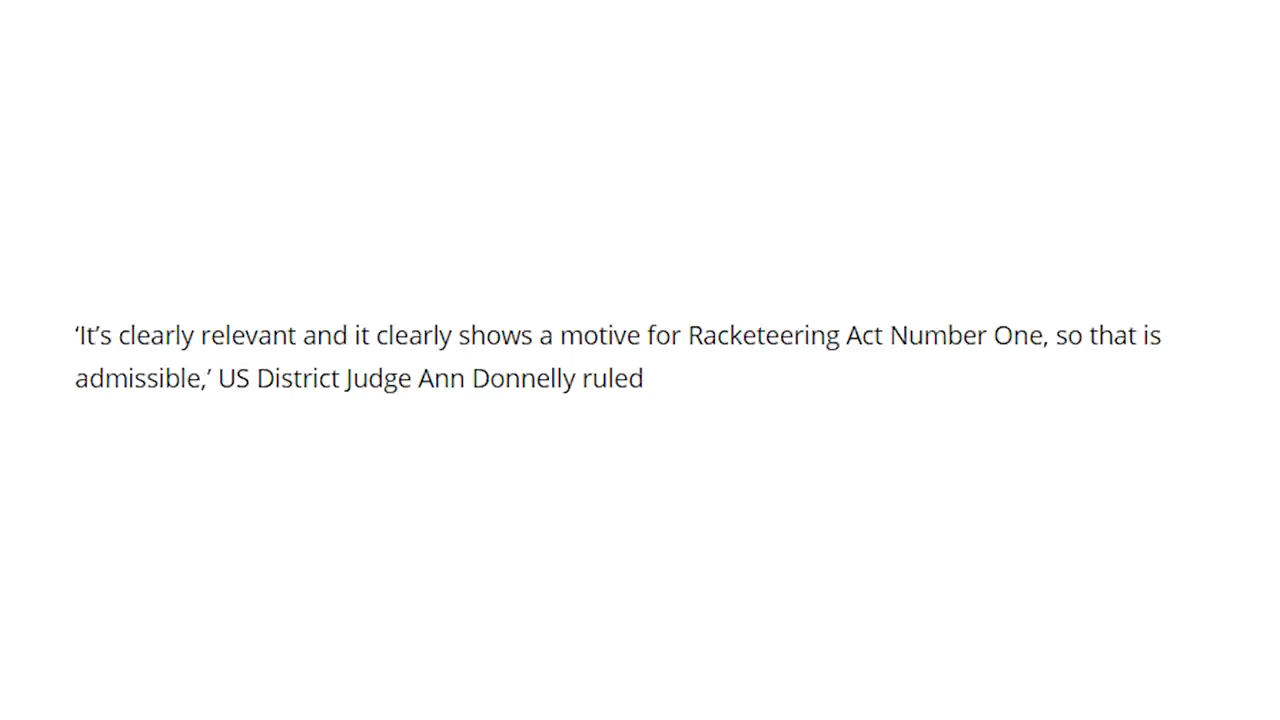 ‘It’s clearly relevant and it clearly shows a motive for Racketeering Act Number One, so that is
admissible,’ US District Judge Ann Donnelly ruled